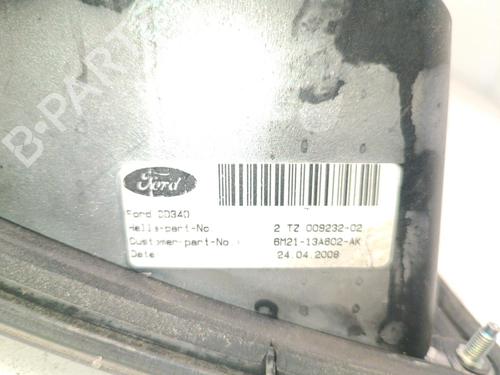 B-PARTS
Ford
Ford CD340
Hella-part-No. 2 TZ 009232-02
Customer-part-No.: 6M21-13A602-AK
Date 24.04.2008